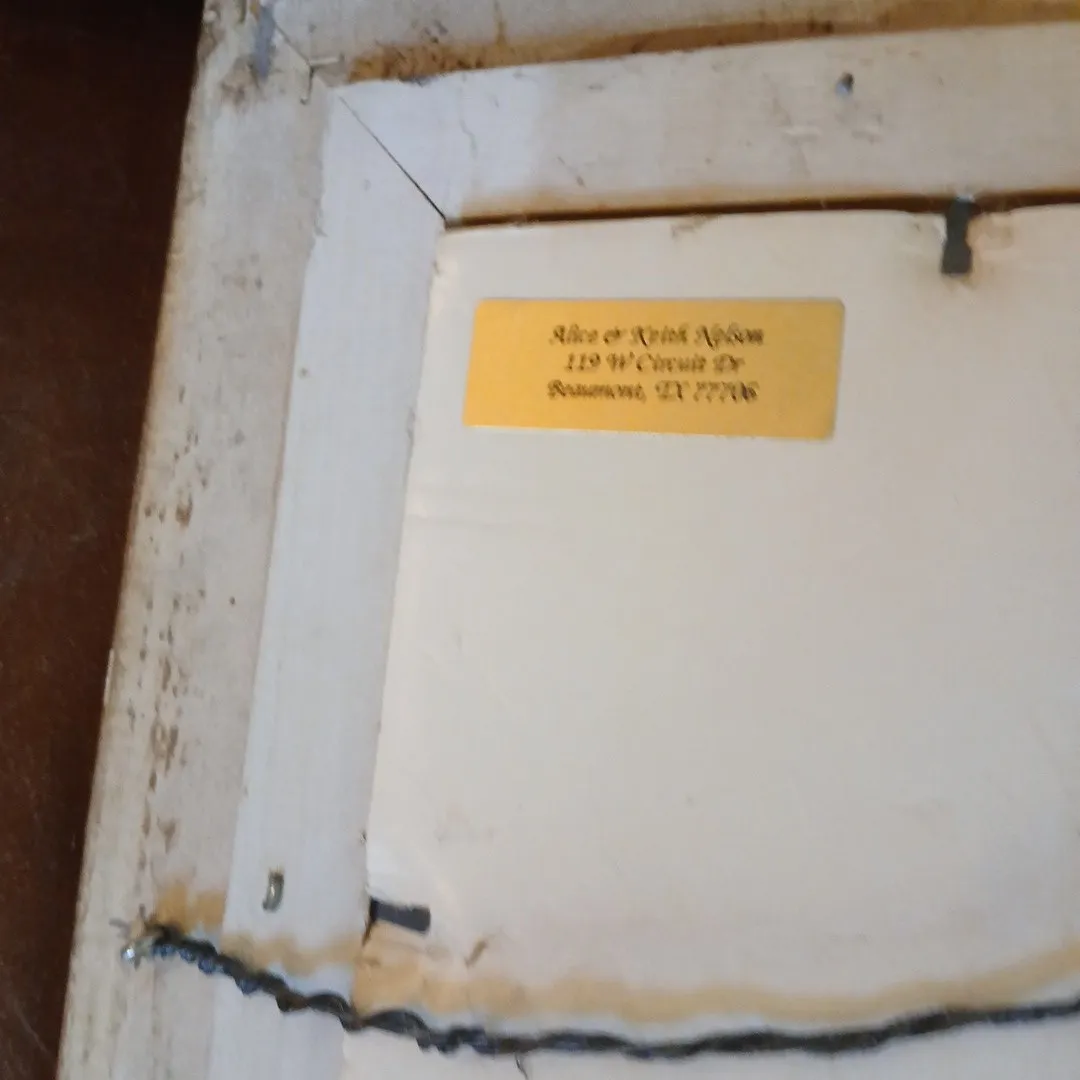 Alice & Keith Nelson
119 W Circuit Dr
Beaumont, TX 77706